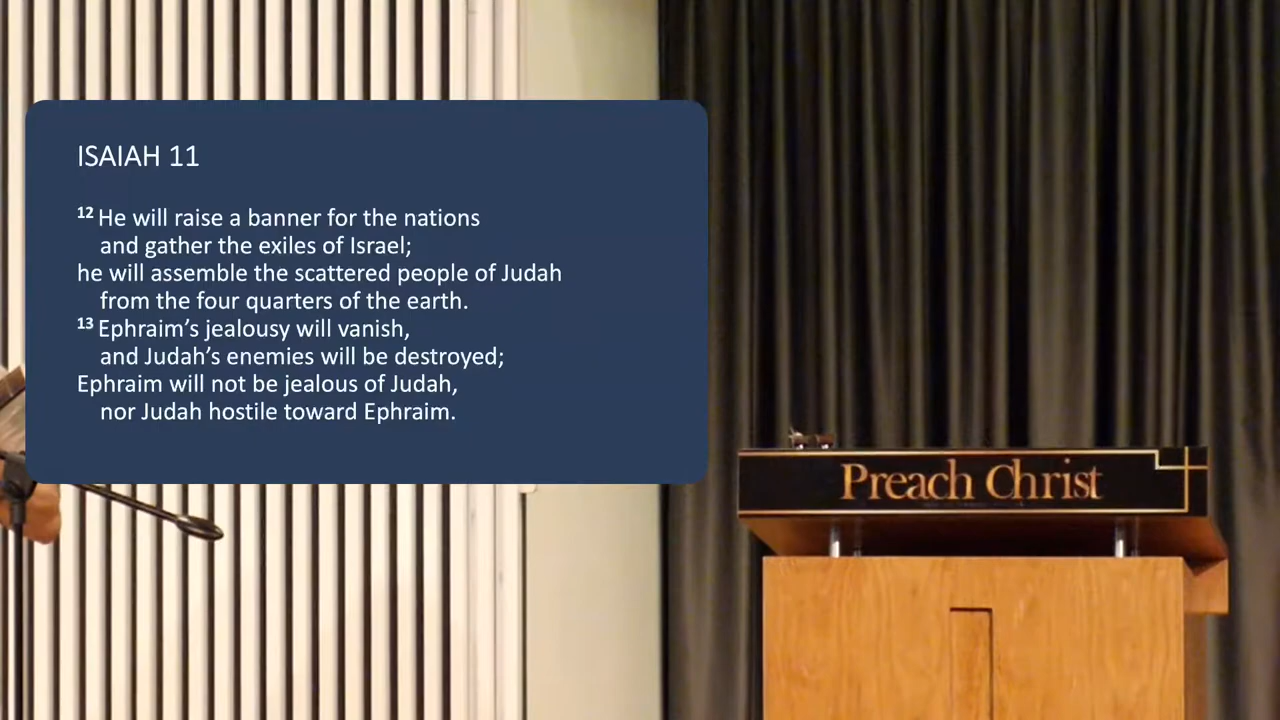 ISAIAH 11
12 He will raise a banner for the nations
and gather the exiles of Israel;
he will assemble the scattered people of Judah
from the four quarters of the earth.
13 Ephraim’s jealousy will vanish,
and Judah’s enemies will be destroyed;
Ephraim will not be jealous of Judah,
nor Judah hostile toward Ephraim.
Preach Christ